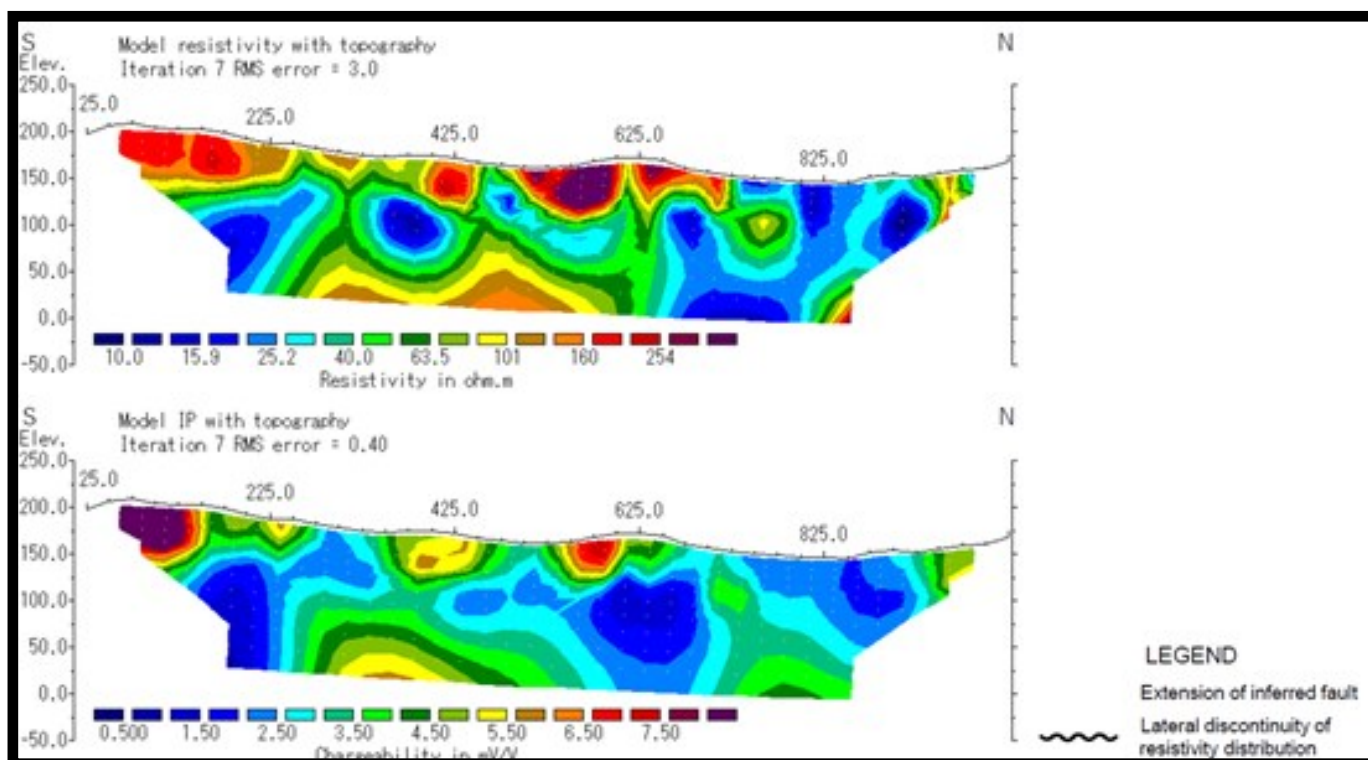 S
N
Elev.
Model resistivity with topography
Iteration 7 RMS error = 3.0
250.0
25.0
200.0
225.0
425.0
625.0
825.0
150.0
100.0
50.0
0.0
-50.0
10.0 15.9 25.2 40.0 63.5 101 160 254
Resistivity in ohm.m
S
N
Elev.
Model IP with topography
Iteration 7 RMS error = 0.40
250.0
25.0
200.0
225.0
425.0
625.0
825.0
150.0
100.0
50.0
0.0
-50.0
0.500 1.50 2.50 3.50 4.50 5.50 6.50 7.50
Chargeability in mV/V
LEGEND
Extension of inferred fault
Lateral discontinuity of
resistivity distribution